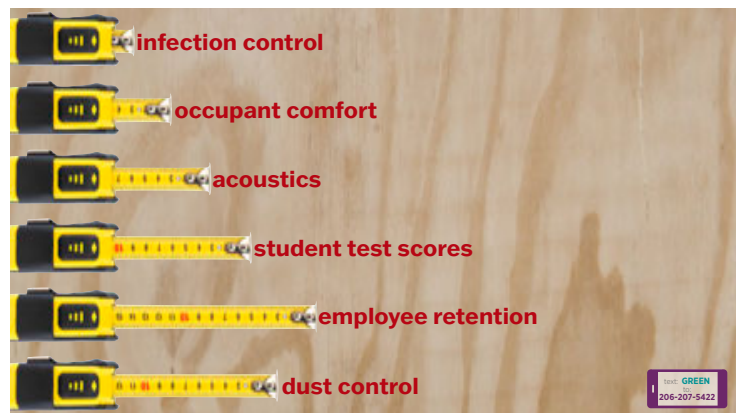 infection control
occupant comfort
acoustics
student test scores
employee retention
dust control
text: GREEN
to:
206-207-5422